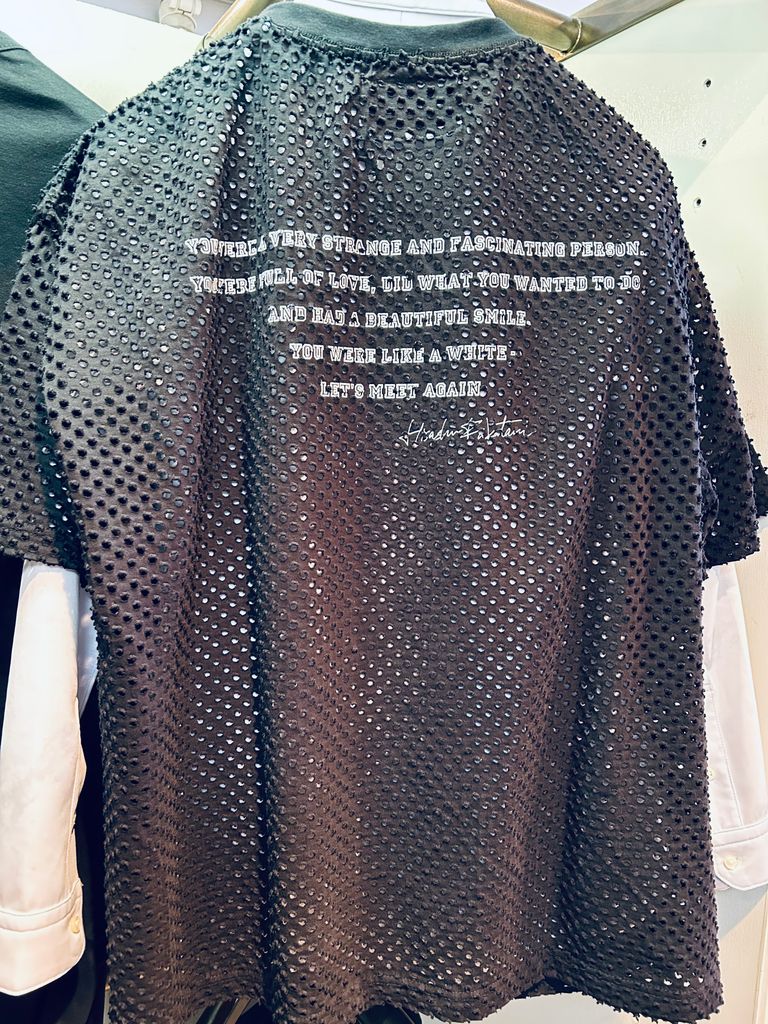 YOU WERE A VERY STRANGE AND FASCINATING PERSON.
YOU WERE FULL OF LOVE, DID WHAT YOU WANTED TO DO
AND HAD A BEAUTIFUL SMILE.
YOU WERE LIKE A WHITE -
LET'S MEET AGAIN.